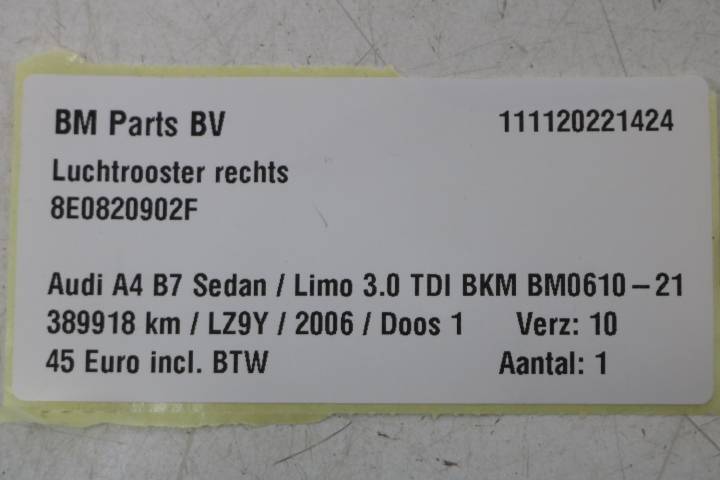 BM Parts BV 111120221424
Luchtrooster rechts
8E0820902F
Audi A4 B7 Sedan / Limo 3.0 TDI BKM BM0610-21
389918 km / LZ9Y / 2006 / Doos 1 Verz: 10
45 Euro incl. BTW Aantal: 1